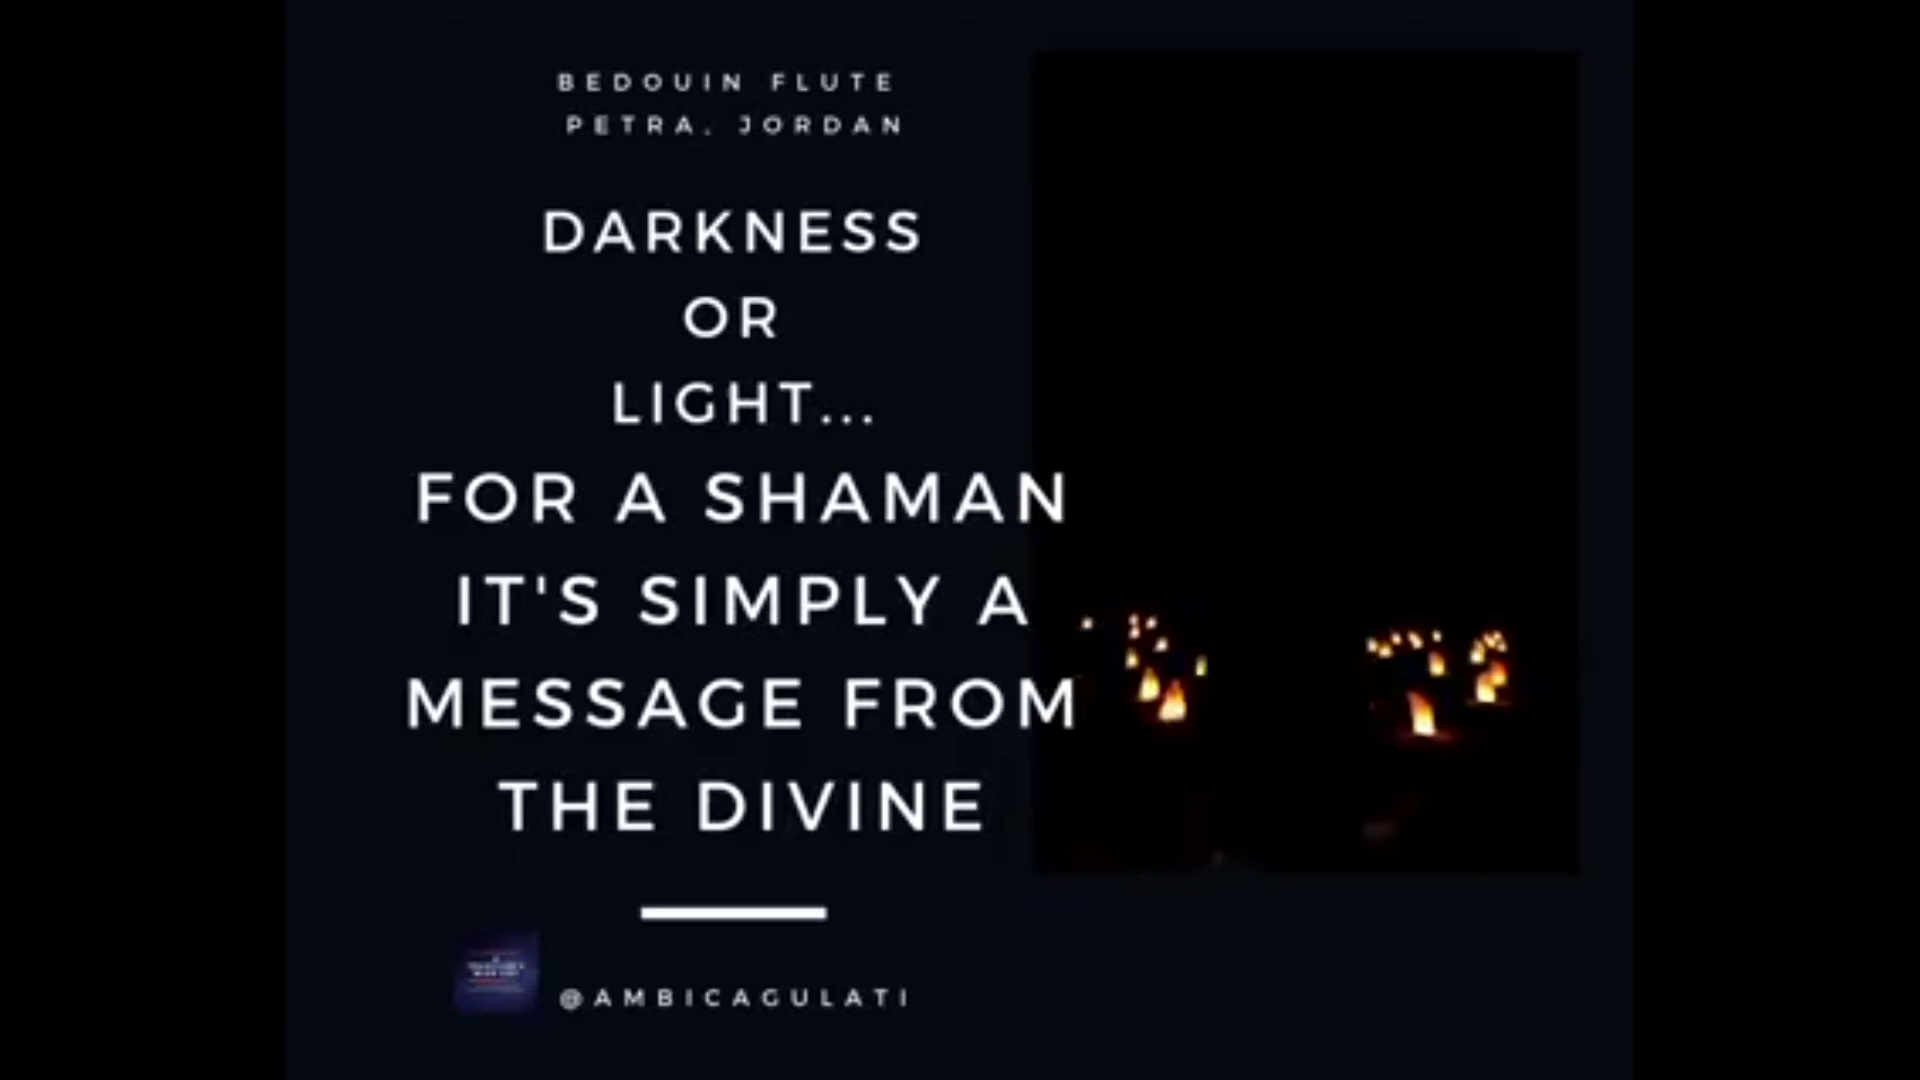 BEDOUIN FLUTE
PETRA, JORDAN
DARKNESS
OR
LIGHT...
FOR A SHAMAN
IT'S SIMPLY A
MESSAGE FROM
THE DIVINE
@AMBICAGULATI